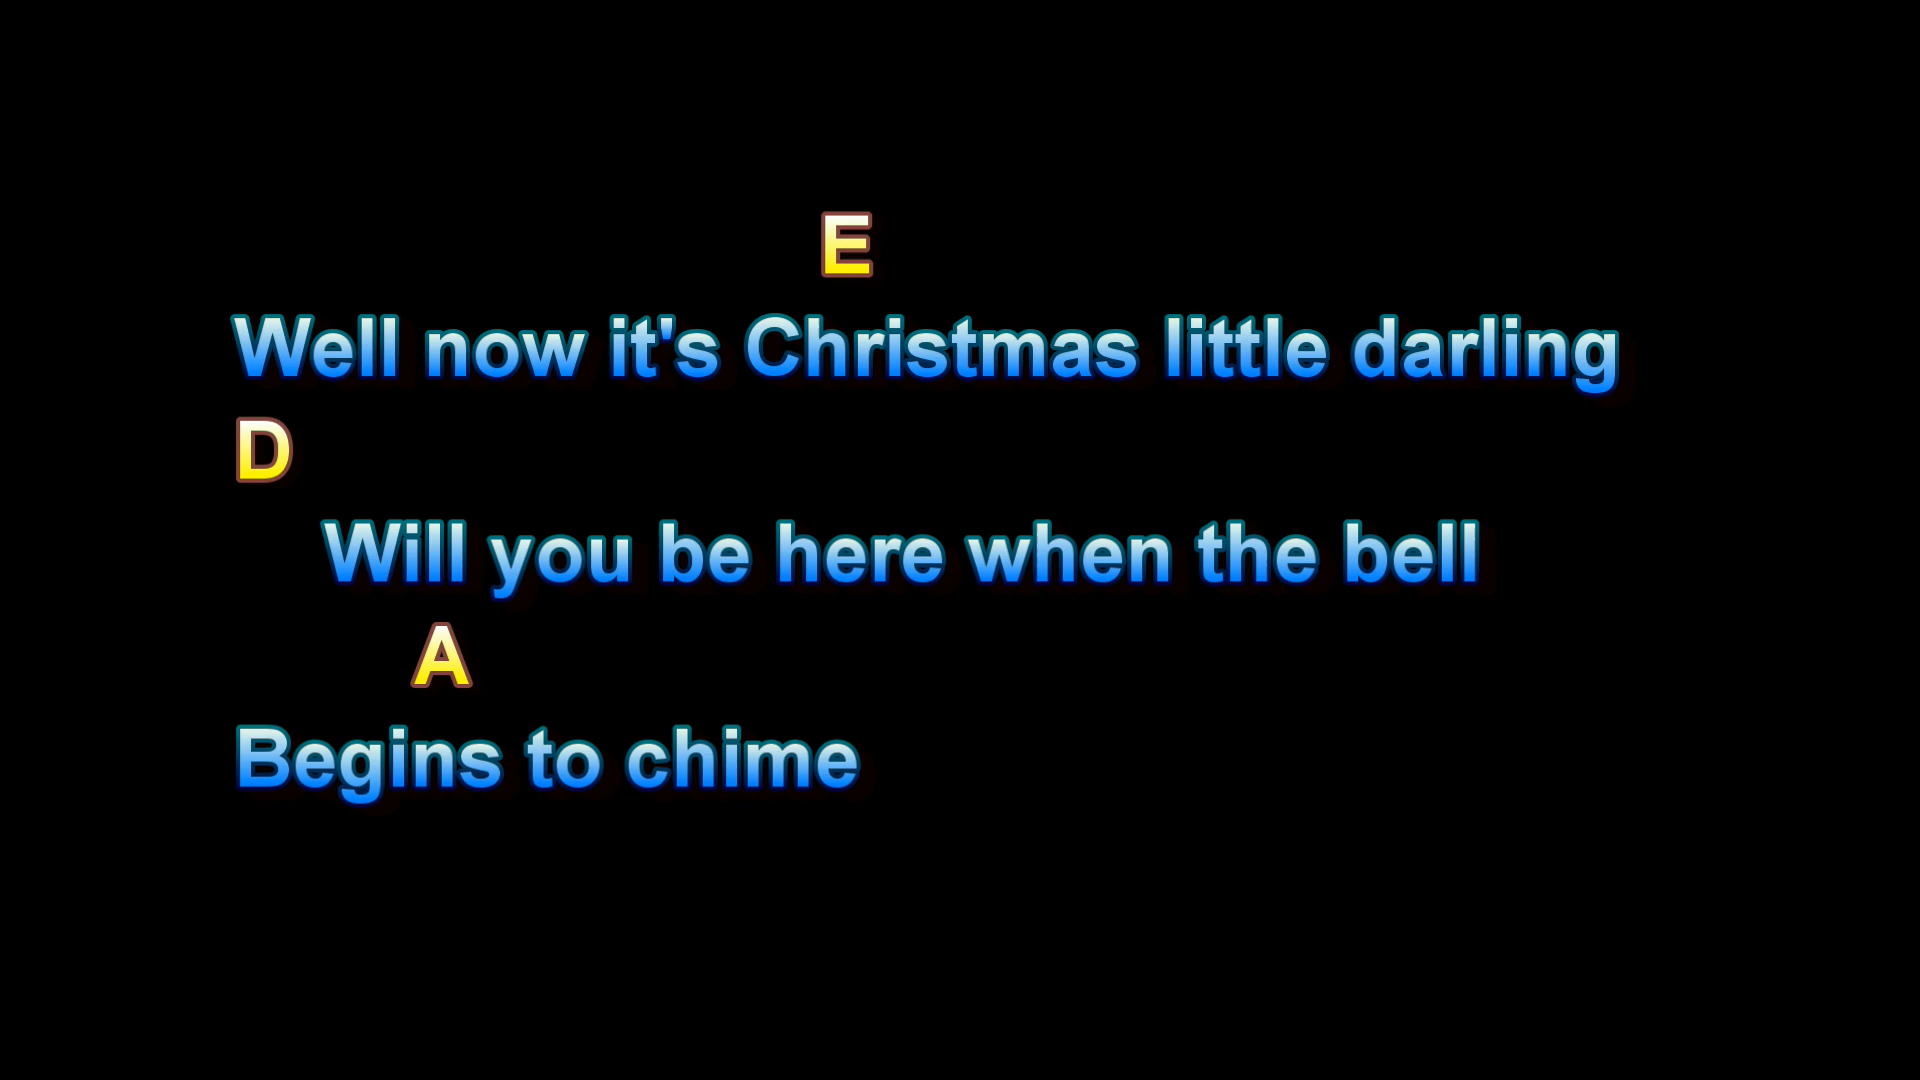 E
Well now it's Christmas little darling
D
Will you be here when the bell
A
Begins to chime